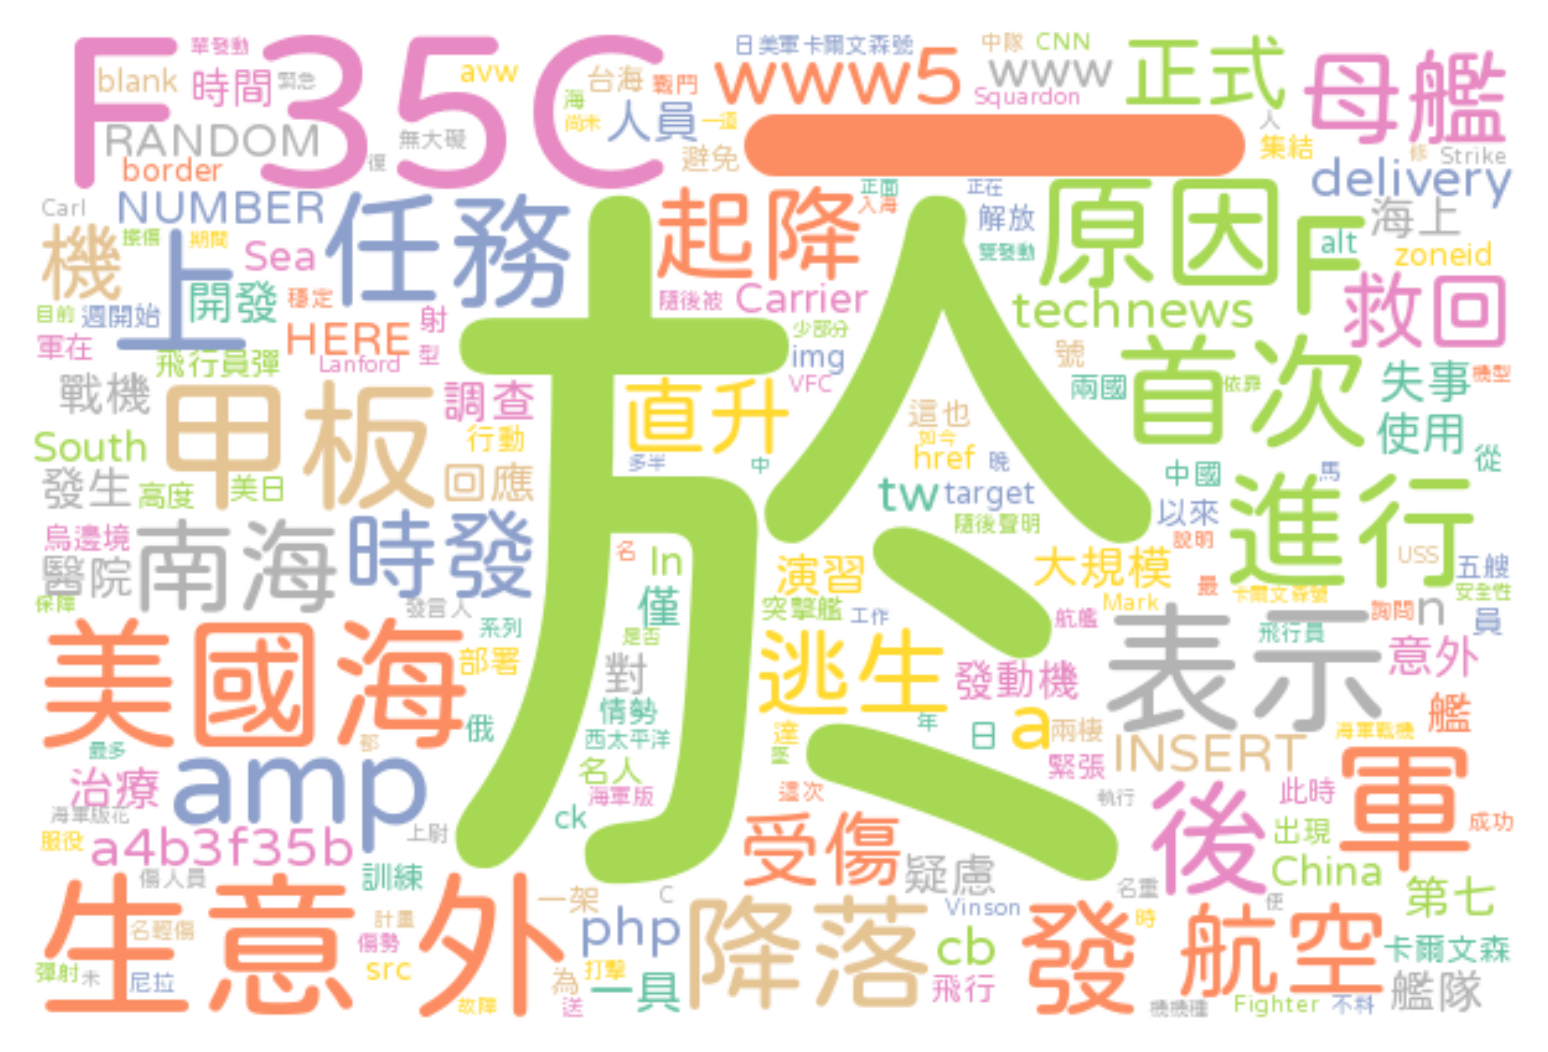 F35C
一
於
單發動
blank
時間
緊急
RANDOM
border
無大礙
avw
台海
戰鬥
海
尚未
人員
一道
避免
日美軍卡爾文森號
www5
中隊
CNN
www
Squardon
正式
人
集結
母艦
Strike
delivery
Carl
NUMBER
任務
起降
正面
入海
正在
解放
雙發動
原因
F
alt
海上
zoneid
機
期間
上
Sea
開發
穩定
HERE
射
型
隨後被
Carrier
少部分
technews
救回
目前
週開始
軍在
飛行員彈
Lanford
img
VFC
號
兩國
首次
依靠
失事
機型
使用
戰機
甲板
調查
直升
這也
如今
href
晚
South
行動
回應
多半
中
tw
target
中國
馬
從
發生
高度
美日
隨後聲明
以來
進行
烏邊境
南海
時發
名
In
演習
大規模
說明
USS
五艘
醫院
保障
發言人
僅
突擊艦
工作
航艦
Mark
最
卡爾文森號
詢問
n
安全性
員
美國海
系列
是否
部署
對
逃生
發動機
表示
飛行員
意外
俄
情勢
西太平洋
年
日
a
兩棲
艦
最多
amp
達
緊張
INSERT
海軍戰機
治療
名人
海軍版
這次
執行
後
此時
軍
海軍版花
上尉
ck
出現
成功
服役
a4b3f35b
受傷
疑慮
China
傷人員
訓練
名重
第七
生意外
名輕傷
計畫
傷勢
一架
C
php
降落
Vinson
cb
發
時
便
航空
卡爾文森
彈射
未
尼拉
src
故障
為
打擊
送
一具
飛行
機機種
Fighter
不料
艦隊